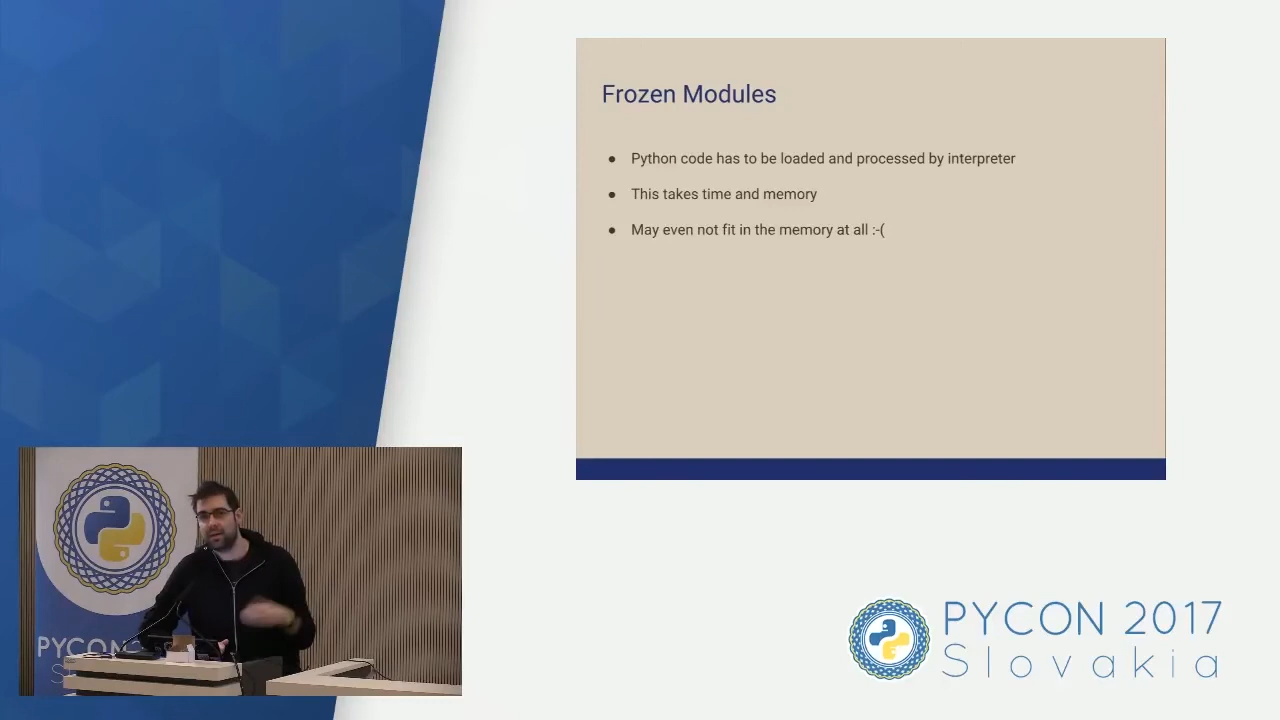 Frozen Modules
● Python code has to be loaded and processed by interpreter
● This takes time and memory
● May even not fit in the memory at all :-(
PYCON
PYCON 2017
Slovakia